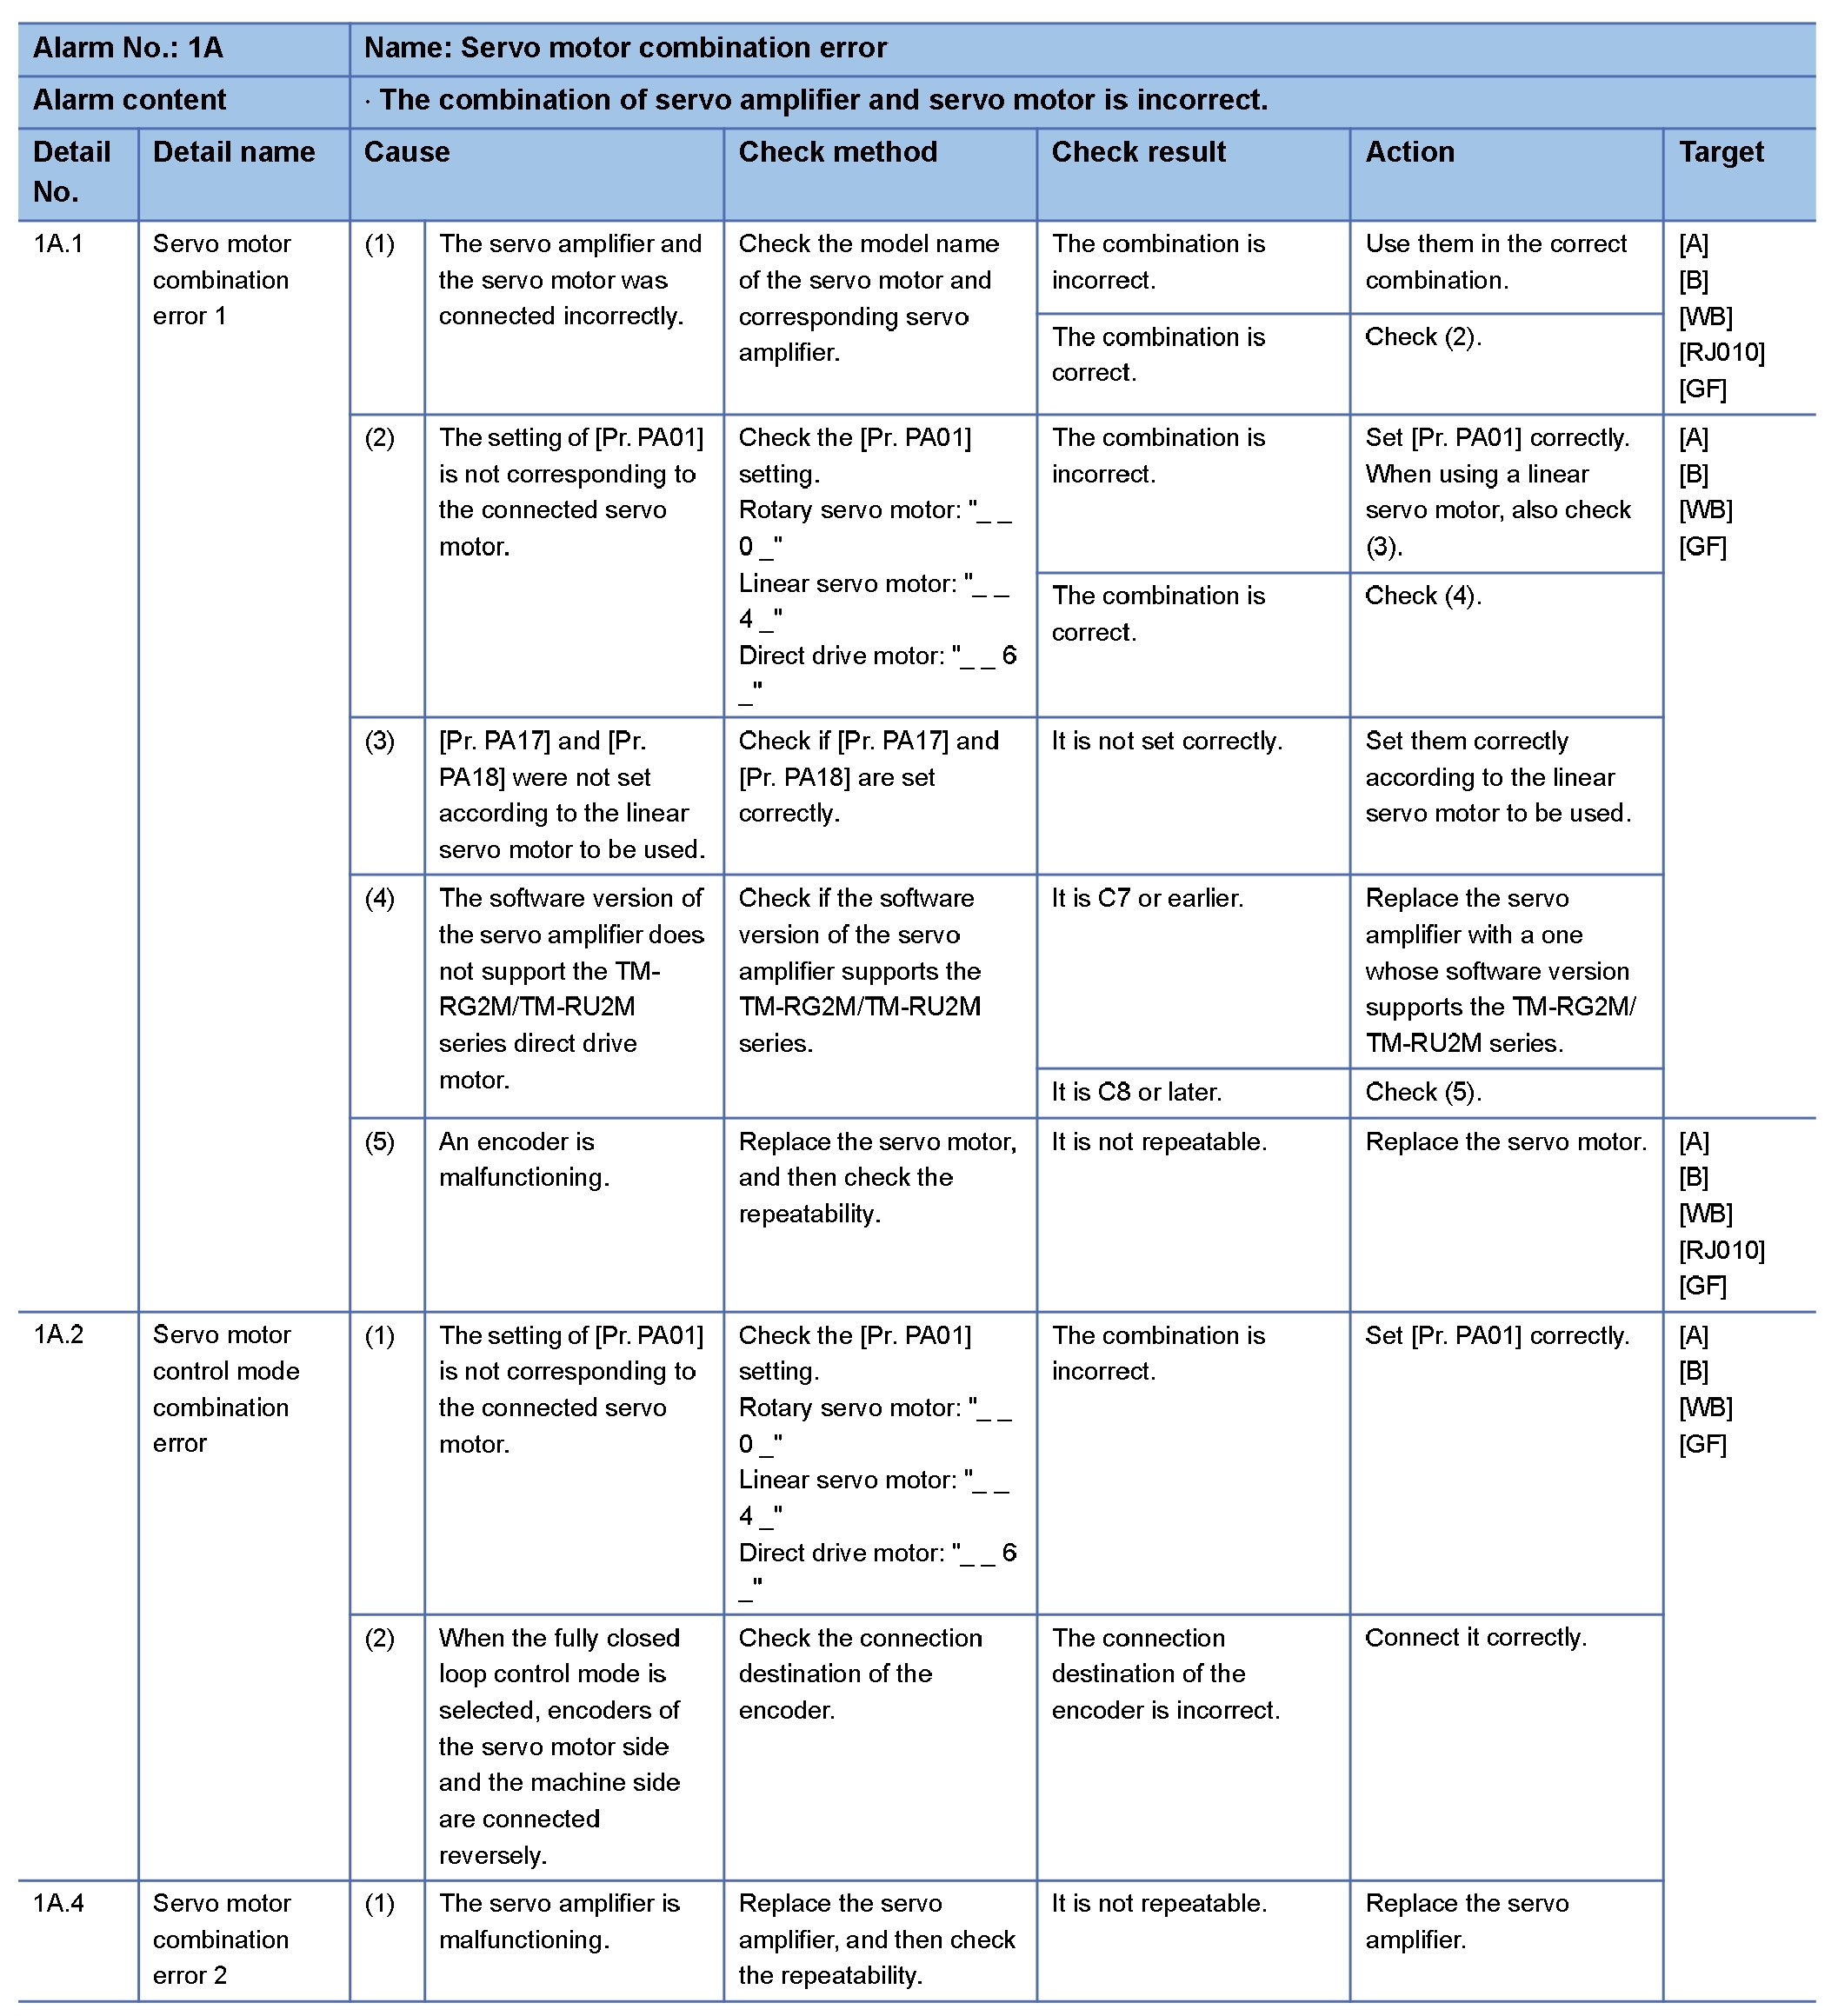 Alarm No.: 1A
Name: Servo motor combination error
Alarm content
· The combination of servo amplifier and servo motor is incorrect.
Detail
No.
Detail name
Cause
Check method
Check result
Action
Target
1A.1
Servo motor
combination
error 1
(1)
The servo amplifier and
the servo motor was
connected incorrectly.
Check the model name
of the servo motor and
corresponding servo
amplifier.
The combination is
incorrect.
Use them in the correct
combination.
The combination is
correct.
Check (2).
[A]
[B]
[WB]
[RJ010]
[GF]
(2)
The setting of [Pr. PA01]
is not corresponding to
the connected servo
motor.
Check the [Pr. PA01]
setting.
Rotary servo motor: "_ _
0 _"
Linear servo motor: "_ _
4 _"
Direct drive motor: "_ _ 6
_"
The combination is
incorrect.
Set [Pr. PA01] correctly.
When using a linear
servo motor, also check
(3).
The combination is
correct.
Check (4).
[A]
[B]
[WB]
[GF]
(3)
[Pr. PA17] and [Pr.
PA18] were not set
according to the linear
servo motor to be used.
Check if [Pr. PA17] and
[Pr. PA18] are set
correctly.
It is not set correctly.
Set them correctly
according to the linear
servo motor to be used.
(4)
The software version of
the servo amplifier does
not support the TM-
RG2M/TM-RU2M
series direct drive
motor.
Check if the software
version of the servo
amplifier supports the
TM-RG2M/TM-RU2M
series.
It is C7 or earlier.
Replace the servo
amplifier with a one
whose software version
supports the TM-RG2M/
TM-RU2M series.
It is C8 or later.
Check (5).
(5)
An encoder is
malfunctioning.
Replace the servo motor,
and then check the
repeatability.
It is not repeatable.
Replace the servo motor.
[A]
[B]
[WB]
[RJ010]
[GF]
1A.2
Servo motor
control mode
combination
error
(1)
The setting of [Pr. PA01]
is not corresponding to
the connected servo
motor.
Check the [Pr. PA01]
setting.
Rotary servo motor: "_ _
0 _"
Linear servo motor: "_ _
4 _"
Direct drive motor: "_ _ 6
_"
The combination is
incorrect.
Set [Pr. PA01] correctly.
[A]
[B]
[WB]
[GF]
(2)
When the fully closed
loop control mode is
selected, encoders of
the servo motor side
and the machine side
are connected
reversely.
Check the connection
destination of the
encoder.
The connection
destination of the
encoder is incorrect.
Connect it correctly.
1A.4
Servo motor
combination
error 2
(1)
The servo amplifier is
malfunctioning.
Replace the servo
amplifier, and then check
the repeatability.
It is not repeatable.
Replace the servo
amplifier.